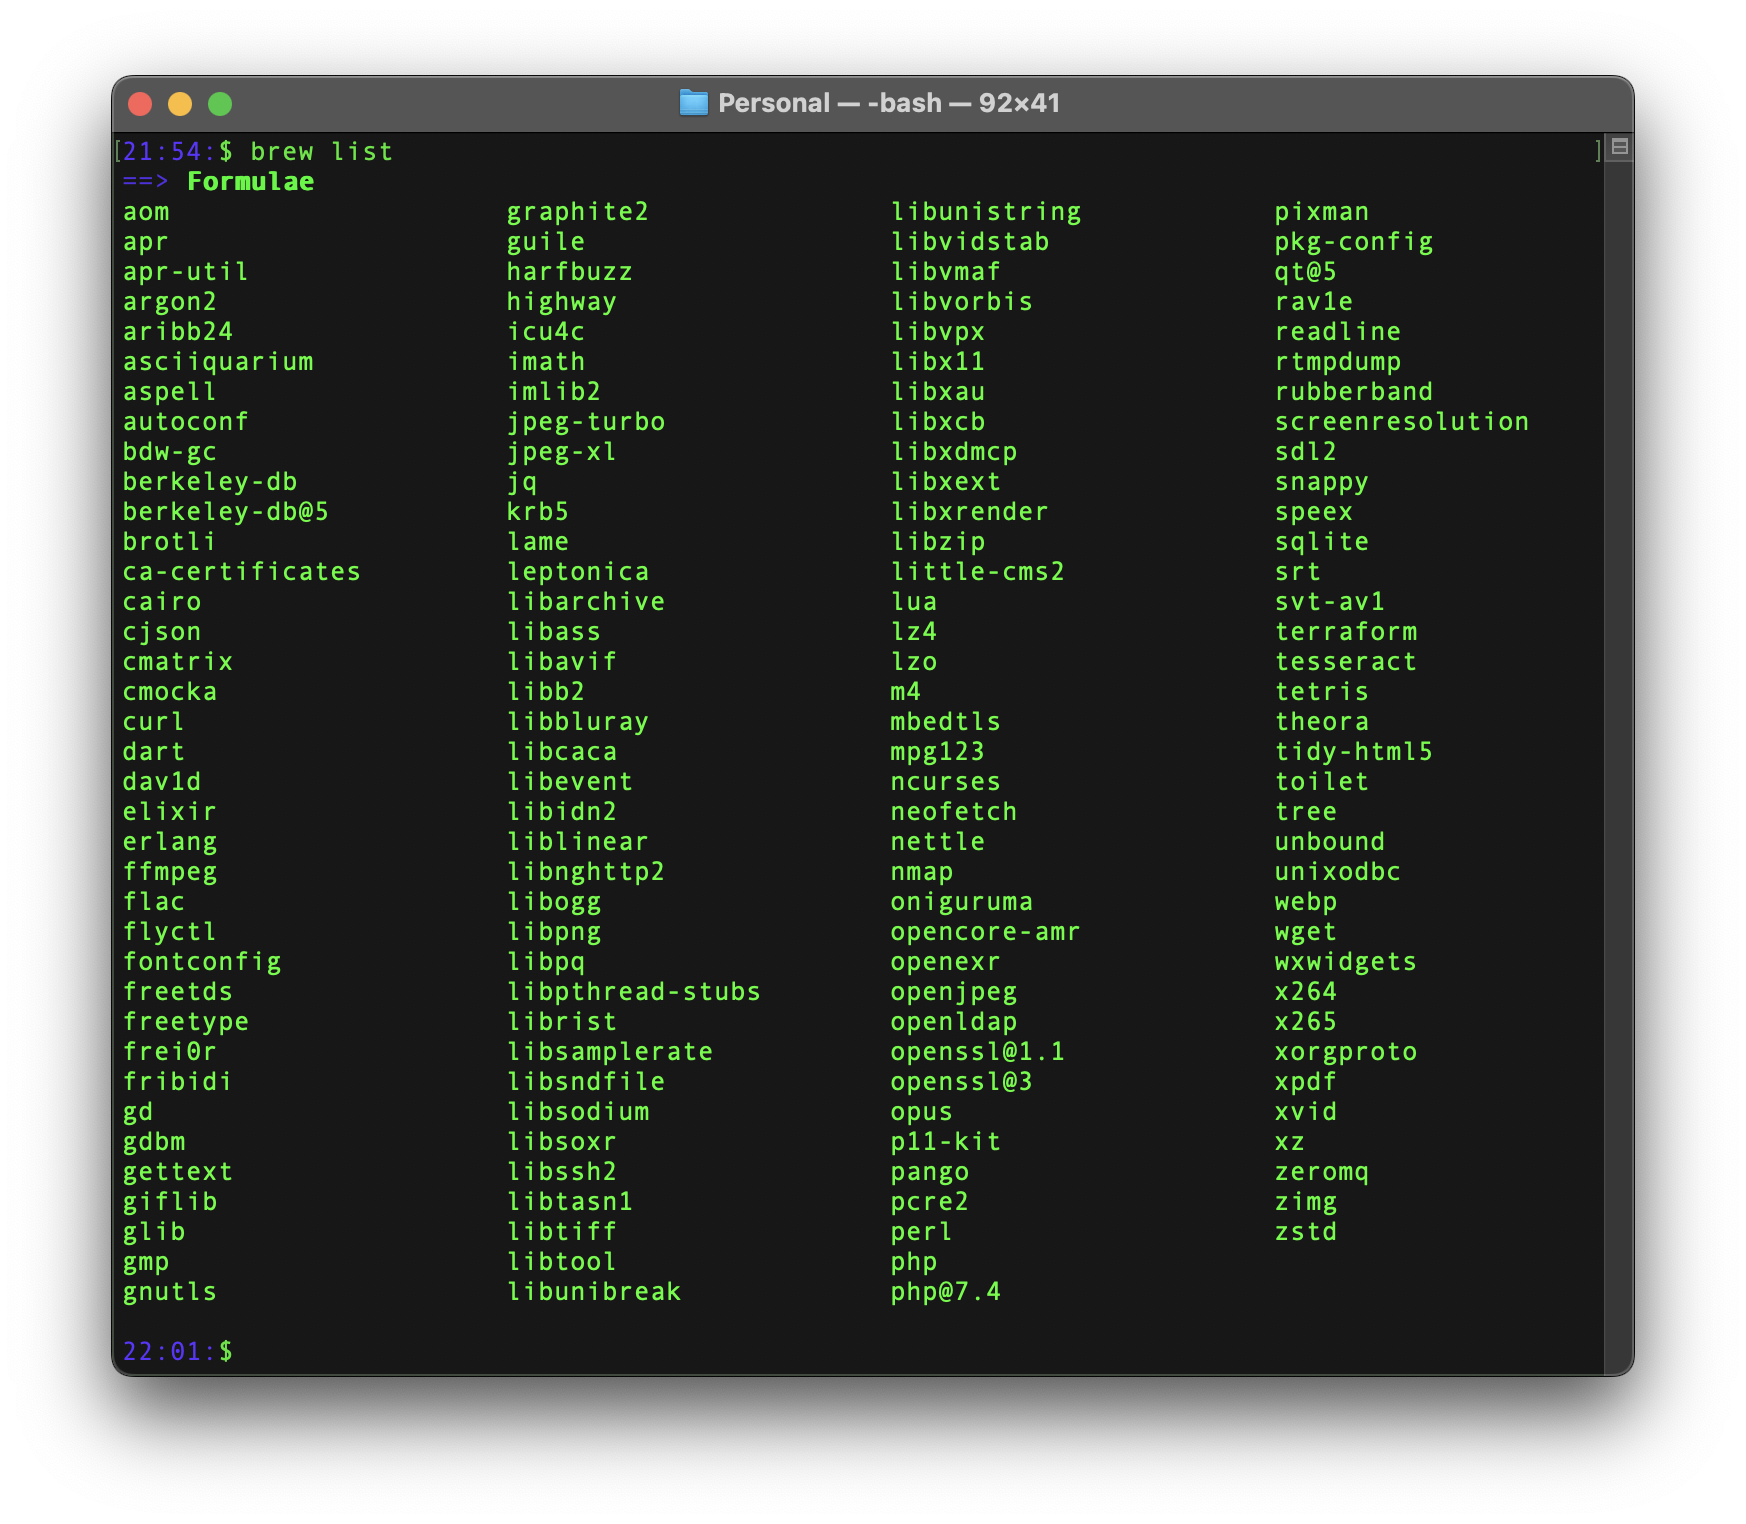 Personal — -bash — 92×41
[21:54:$ brew list ]
==> Formulae
aom graphite2 libunistring pixman
apr guile libvidstab pkg-config
apr-util harfbuzz libvmaf qt@5
argon2 highway libvorbis rav1e
aribb24 icu4c libvpx readline
asciiquarium imath libx11 rtmpdump
aspell imlib2 libxau rubberband
autoconf jpeg-turbo libxcb screenresolution
bdw-gc jpeg-xl libxdmcp sdl2
berkeley-db jq libxext snappy
berkeley-db@5 krb5 libxrender speex
brotli lame libzip sqlite
ca-certificates leptonica little-cms2 srt
cairo libarchive lua svt-av1
cjson libass lz4 terraform
cmatrix libavif lzo tesseract
cmocka libb2 m4 tetris
curl libbluray mbedtls theora
dart libcaca mpg123 tidy-html5
dav1d libevent ncurses toilet
elixir libidn2 neofetch tree
erlang liblinear nettle unbound
ffmpeg libnghttp2 nmap unixodbc
flac libogg oniguruma webp
flyctl libpng opencore-amr wget
fontconfig libpq openexr wxwidgets
freetds libpthread-stubs openjpeg x264
freetype librist openldap x265
frei0r libsamplerate openssl@1.1 xorgproto
fribidi libsndfile openssl@3 xpdf
gd libsodium opus xvid
gdbm libsoxr p11-kit xz
gettext libssh2 pango zeromq
giflib libtasn1 pcre2 zimg
glib libtiff perl zstd
gmp libtool php
gnutls libunibreak php@7.4
22:01:$